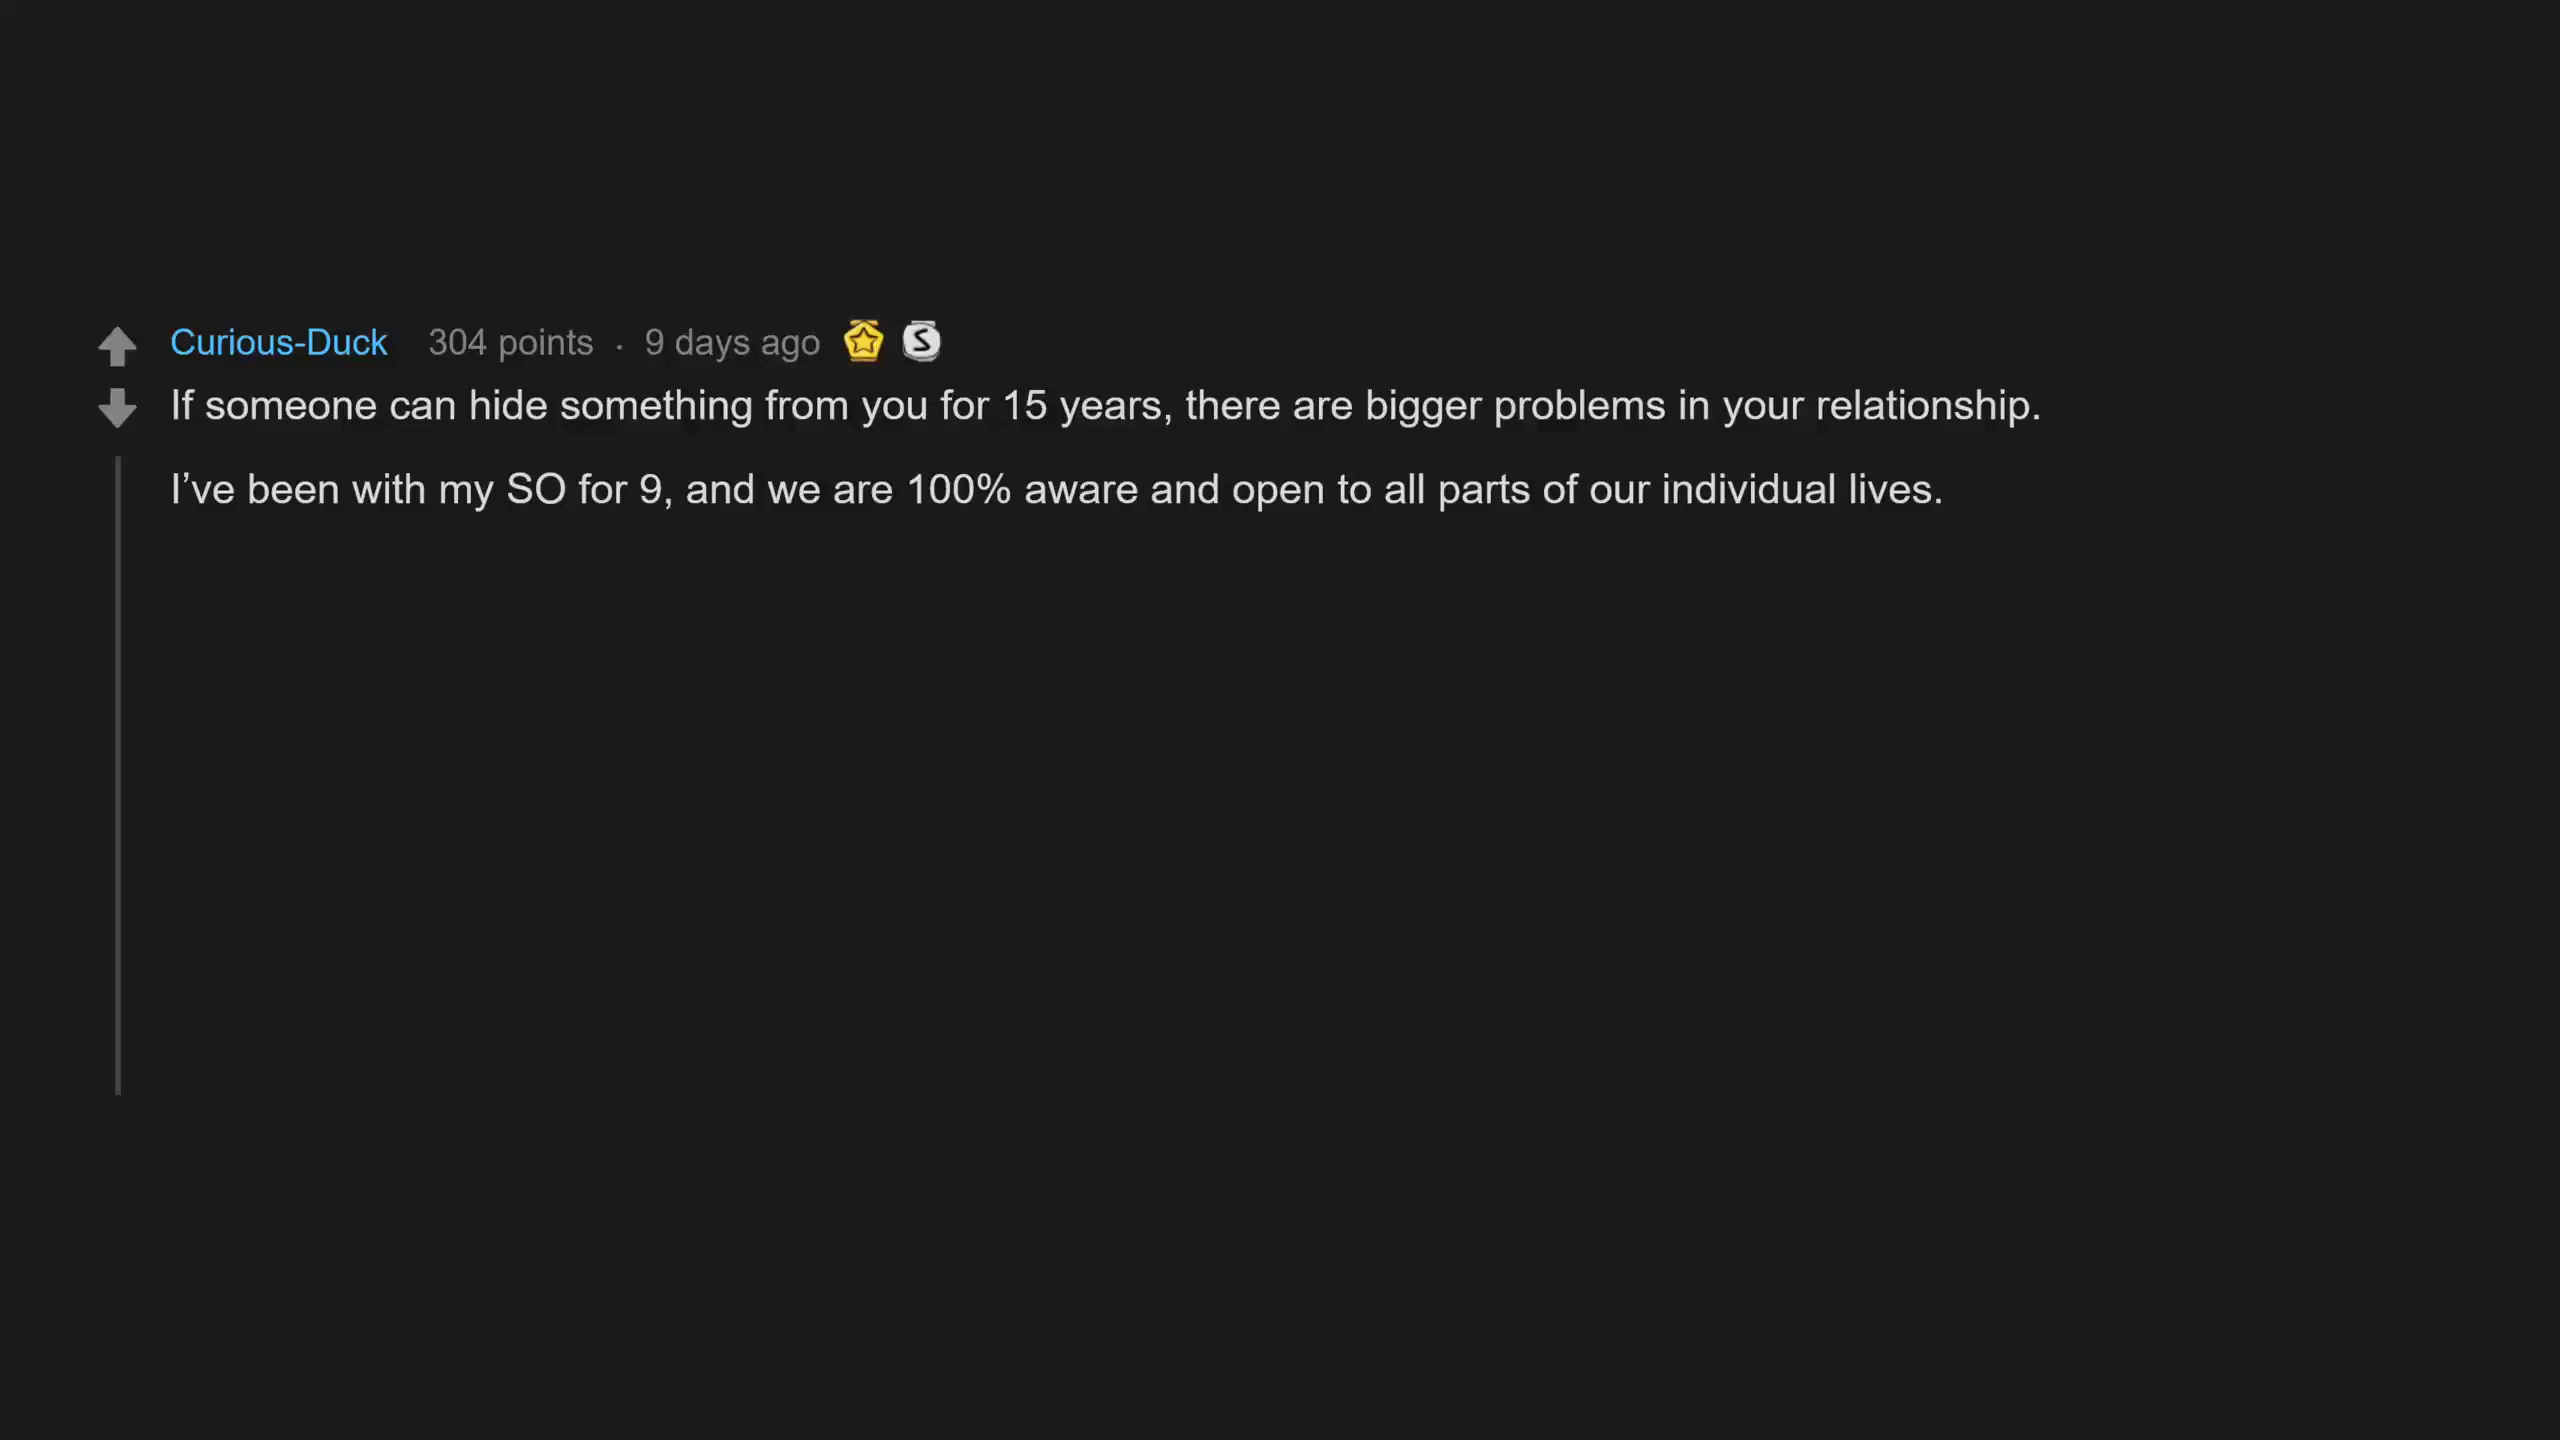 Curious-Duck 304 points · 9 days ago S
If someone can hide something from you for 15 years, there are bigger problems in your relationship.
I’ve been with my SO for 9, and we are 100% aware and open to all parts of our individual lives.